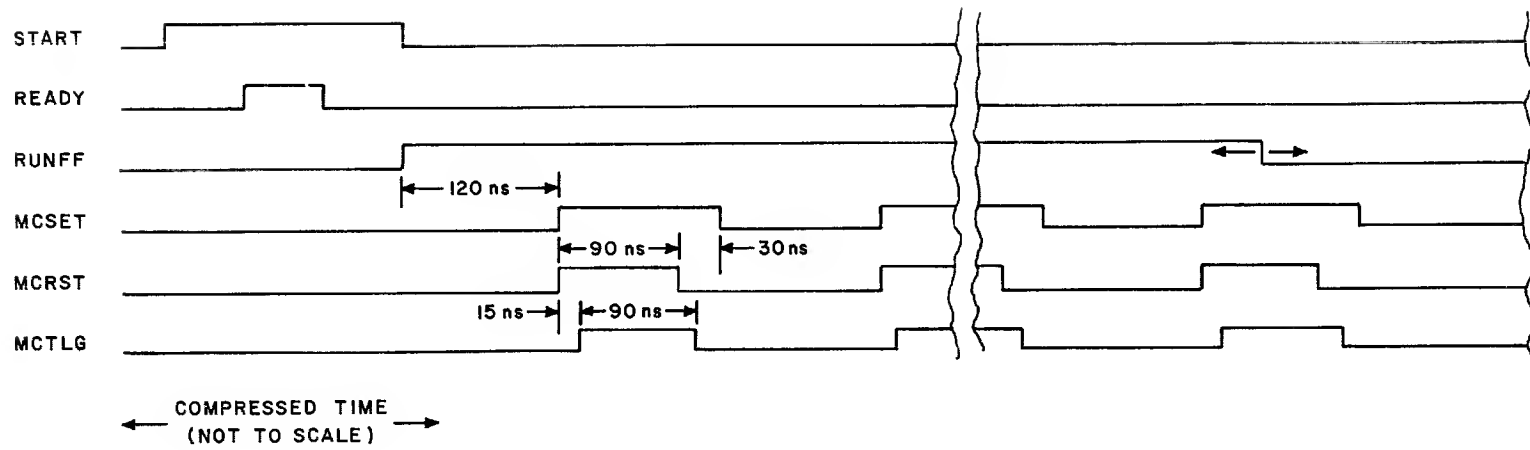 START
READY
RUNFF
120 ns
MCSET
90 ns
30 ns
MCRST
15 ns
90 ns
MCTLG
COMPRESSED TIME
(NOT TO SCALE)